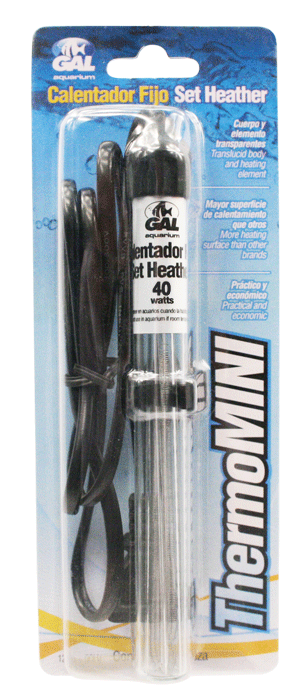 GAL
aquarium
Calentador Fijo Set Heather
Cuerpo y
elemento
transparentes
Translucid body
and heating
element
Mayor superficie
de calentamiento
que otros
More heating
surface than other
brands
Práctico y
económico
Practical and
economic
GAL
aquarium
Calentador
Set Heathe
40
watts
ThermoMINI